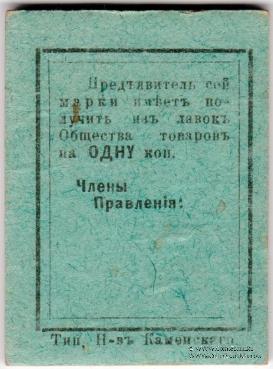 Предъявитель сей
марки имѣетъ по-
лучить изъ лавокъ
Общества товаровъ
на ОДНУ коп.
Члены
Правленія:
Тип. Н-въ Каменскаго